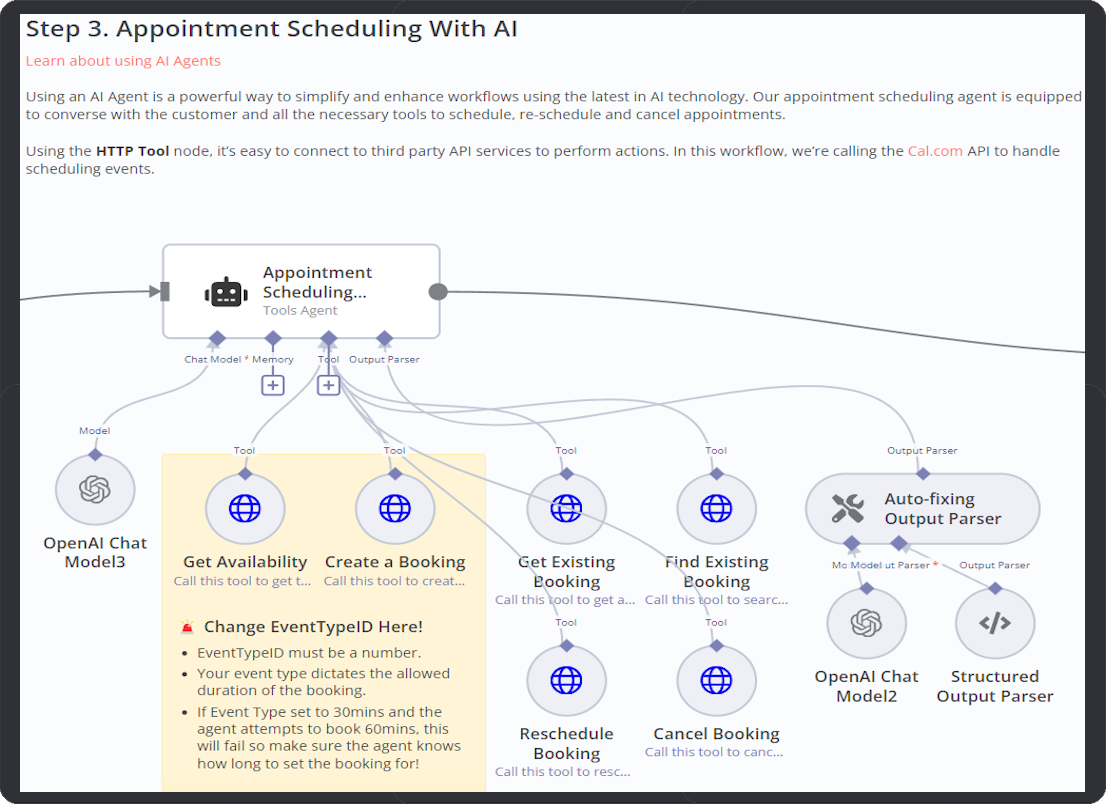 Step 3. Appointment Scheduling With AI
Learn about using AI Agents
Using an AI Agent is a powerful way to simplify and enhance workflows using the latest in AI technology. Our appointment scheduling agent is equipped
to converse with the customer and all the necessary tools to schedule, re-schedule and cancel appointments.
Using the HTTP Tool node, it's easy to connect to third party API services to perform actions. In this workflow, we're calling the Cal.com API to handle
scheduling events.
Appointment
Scheduling...
Tools Agent
Chat Model * Memory Tool Output Parser
Model
OpenAI Chat
Model3
Tool
Get Availability
Call this tool to get t...
Tool
Create a Booking
Call this tool to creat...
Tool
Get Existing
Booking
Call this tool to get a...
Tool
Find Existing
Booking
Call this tool to searc...
Output Parser
Auto-fixing
Output Parser
Model ut Parser * Output Parser
OpenAI Chat
Model2
Structured
Output Parser
Change EventTypeID Here!
• EventTypeID must be a number.
• Your event type dictates the allowed
duration of the booking.
• If Event Type set to 30mins and the
agent attempts to book 60mins, this
will fail so make sure the agent knows
how long to set the booking for!
Tool
Reschedule
Booking
Call this tool to resc...
Tool
Cancel Booking
Call this tool to canc...